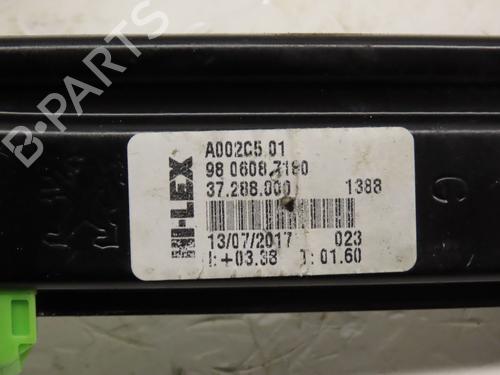 B-PARTS
HI-LEX
A002C5 01
98 0608 7180
37.288.000 1388
13/07/2017 023
I:+03.38 T:01.60